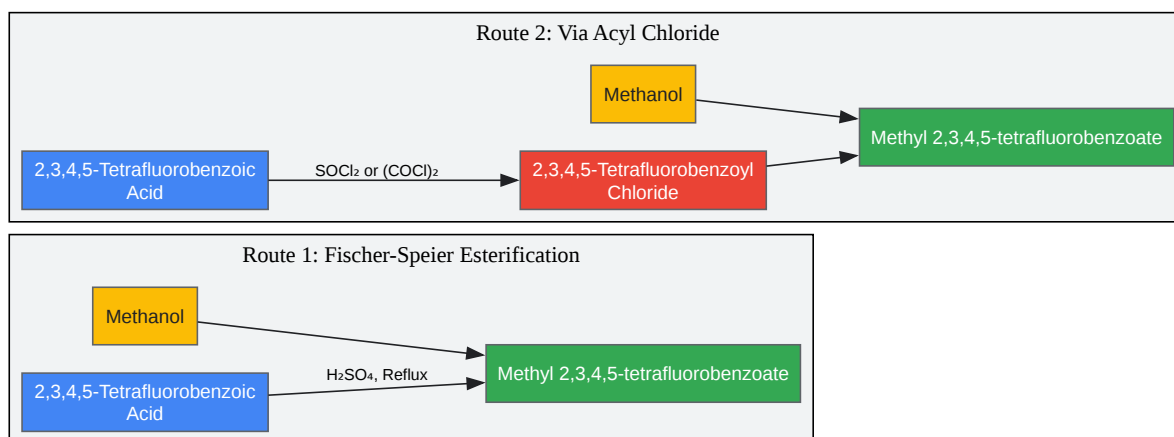 Route 2: Via Acyl Chloride
Methanol
Methyl 2,3,4,5-tetrafluorobenzoate
2,3,4,5-Tetrafluorobenzoic
Acid
SOCl₂ or (COCl)₂
2,3,4,5-Tetrafluorobenzoyl
Chloride
Route 1: Fischer-Speier Esterification
Methanol
2,3,4,5-Tetrafluorobenzoic
Acid
H₂SO₄, Reflux
Methyl 2,3,4,5-tetrafluorobenzoate